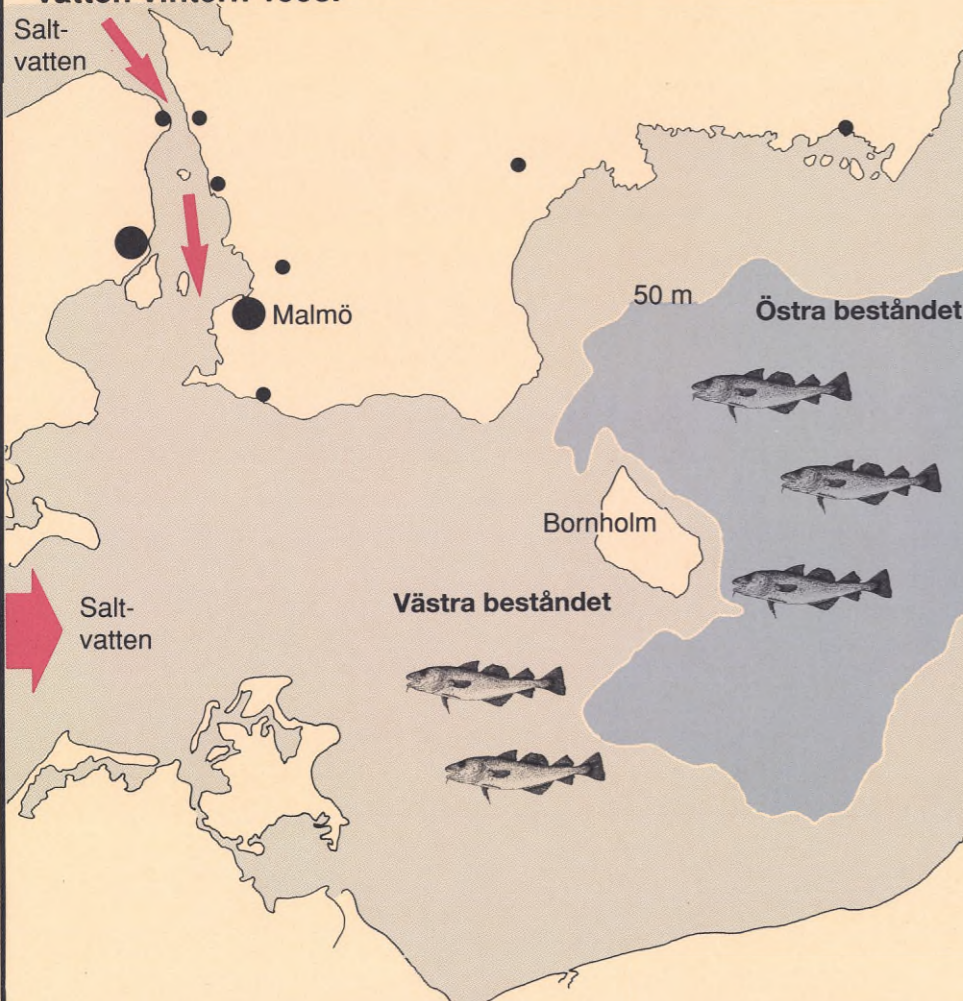 Salt-
vatten
Malmö
50 m
Östra beståndet
Bornholm
Västra beståndet
Salt-
vatten